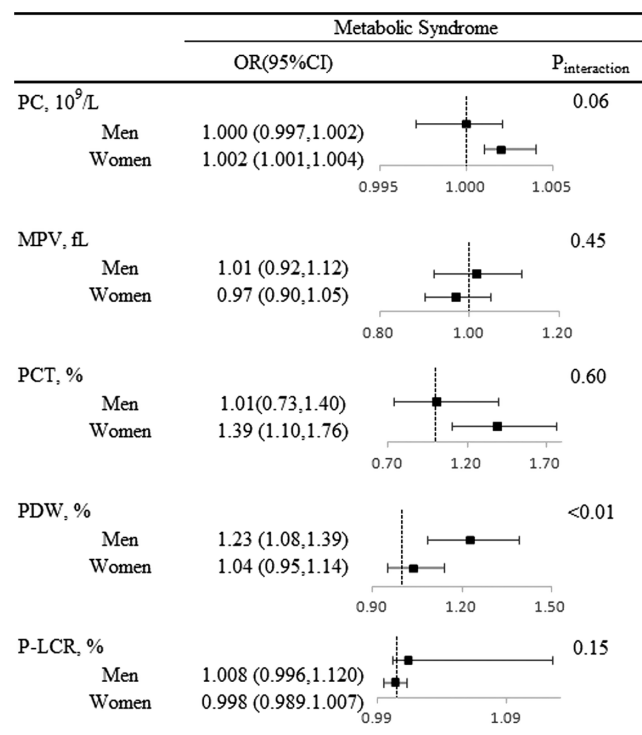 Metabolic Syndrome
OR(95%CI) P interaction
PC, 10⁹/L 0.06
Men 1.000 (0.997,1.002)
Women 1.002 (1.001,1.004)
0.995 1.000 1.005
MPV, fL 0.45
Men 1.01 (0.92,1.12)
Women 0.97 (0.90,1.05)
0.80 1.00 1.20
PCT, % 0.60
Men 1.01(0.73,1.40)
Women 1.39 (1.10,1.76)
0.70 1.20 1.70
PDW, % <0.01
Men 1.23 (1.08,1.39)
Women 1.04 (0.95,1.14)
0.90 1.20 1.50
P-LCR, % 0.15
Men 1.008 (0.996,1.120)
Women 0.998 (0.989.1.007)
0.99 1.09